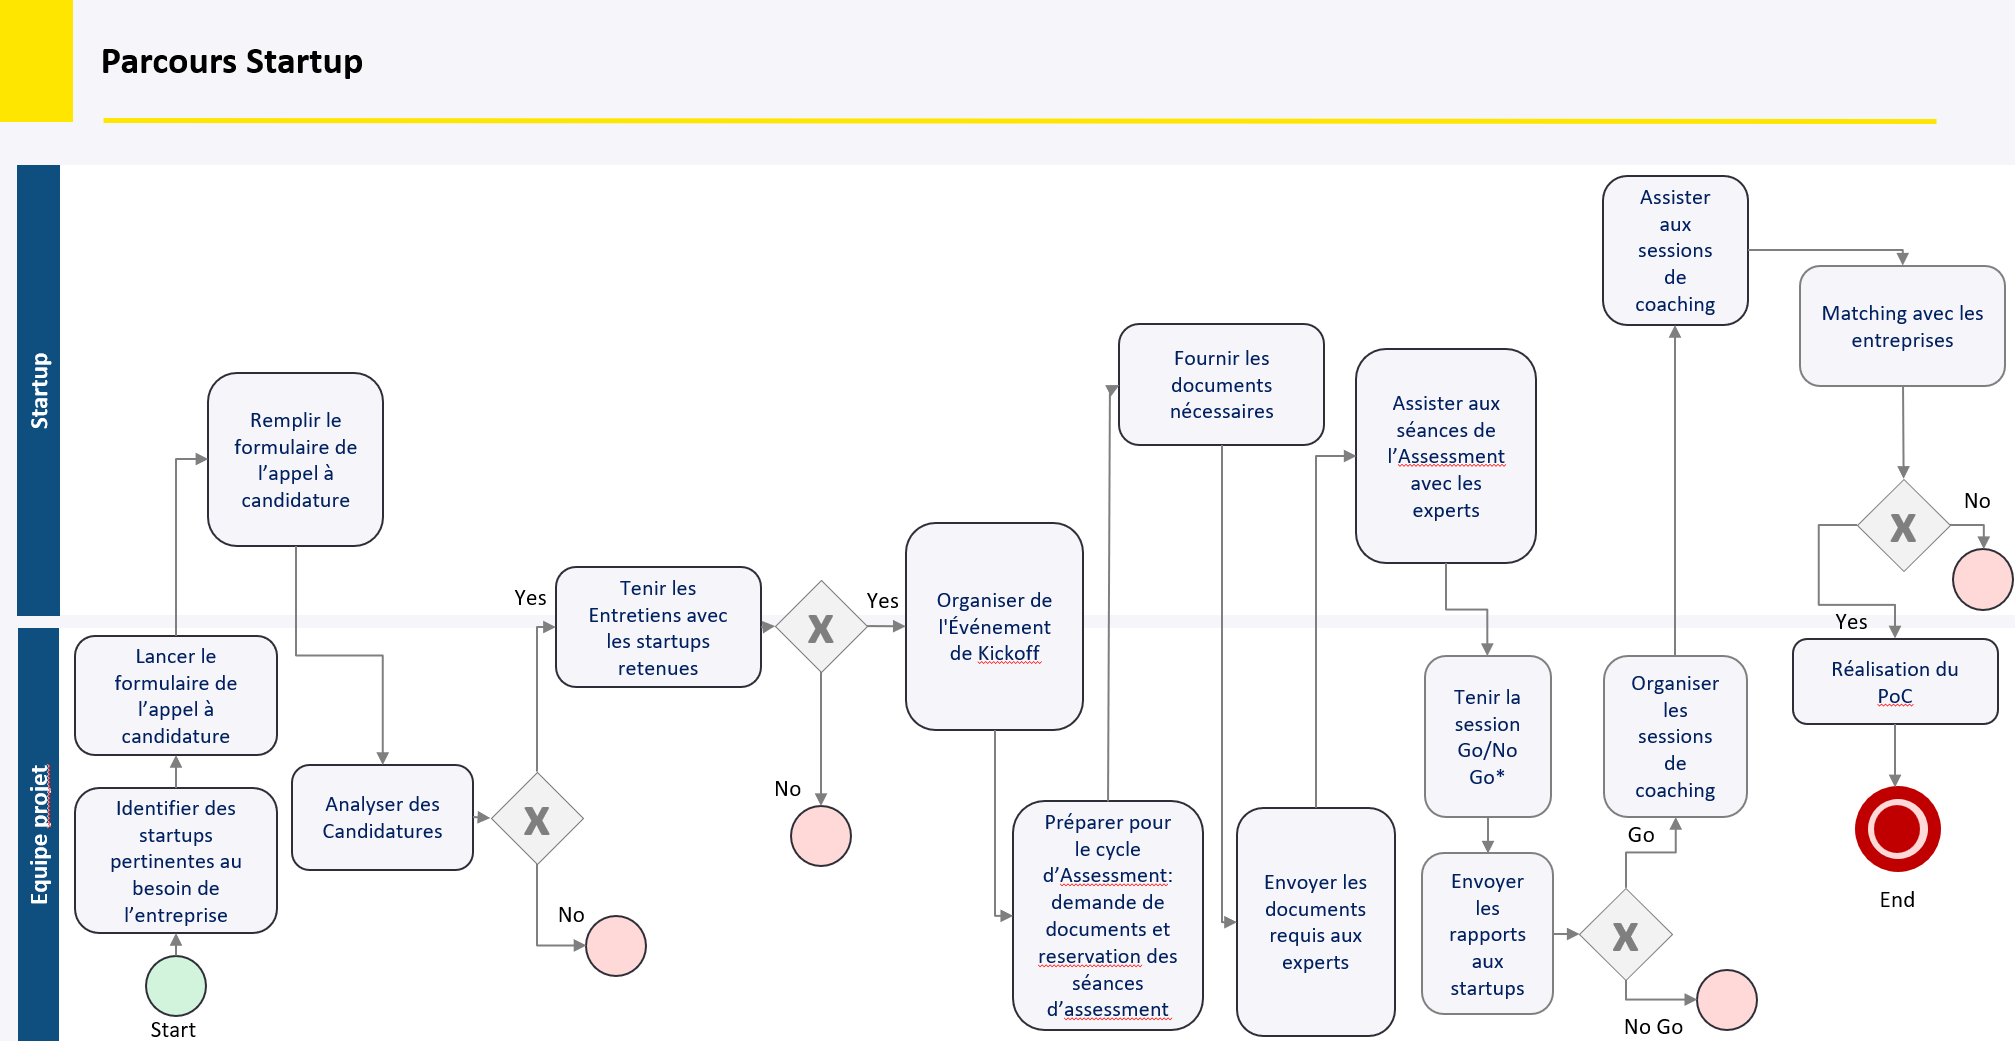 Parcours Startup
Startup
Equipe projet
Start
Identifier des
startups
pertinentes au
besoin de
l’entreprise
Lancer le
formulaire de
l’appel à
candidature
Remplir le
formulaire de
l’appel à
candidature
Analyser des
Candidatures
X
Yes
No
Tenir les
Entretiens avec
les startups
retenues
X
Yes
No
Organiser de
l'Événement
de Kickoff
Préparer pour
le cycle
d’Assessment:
demande de
documents et
reservation des
séances
d’assessment
Fournir les
documents
nécessaires
Envoyer les
documents
requis aux
experts
Assister aux
séances de
l’Assessment
avec les
experts
Tenir la
session
Go/No
Go*
Envoyer
les
rapports
aux
startups
X
Go
No Go
Organiser
les
sessions
de
coaching
Assister
aux
sessions
de
coaching
Matching avec les
entreprises
X
No
Yes
Réalisation du
PoC
End